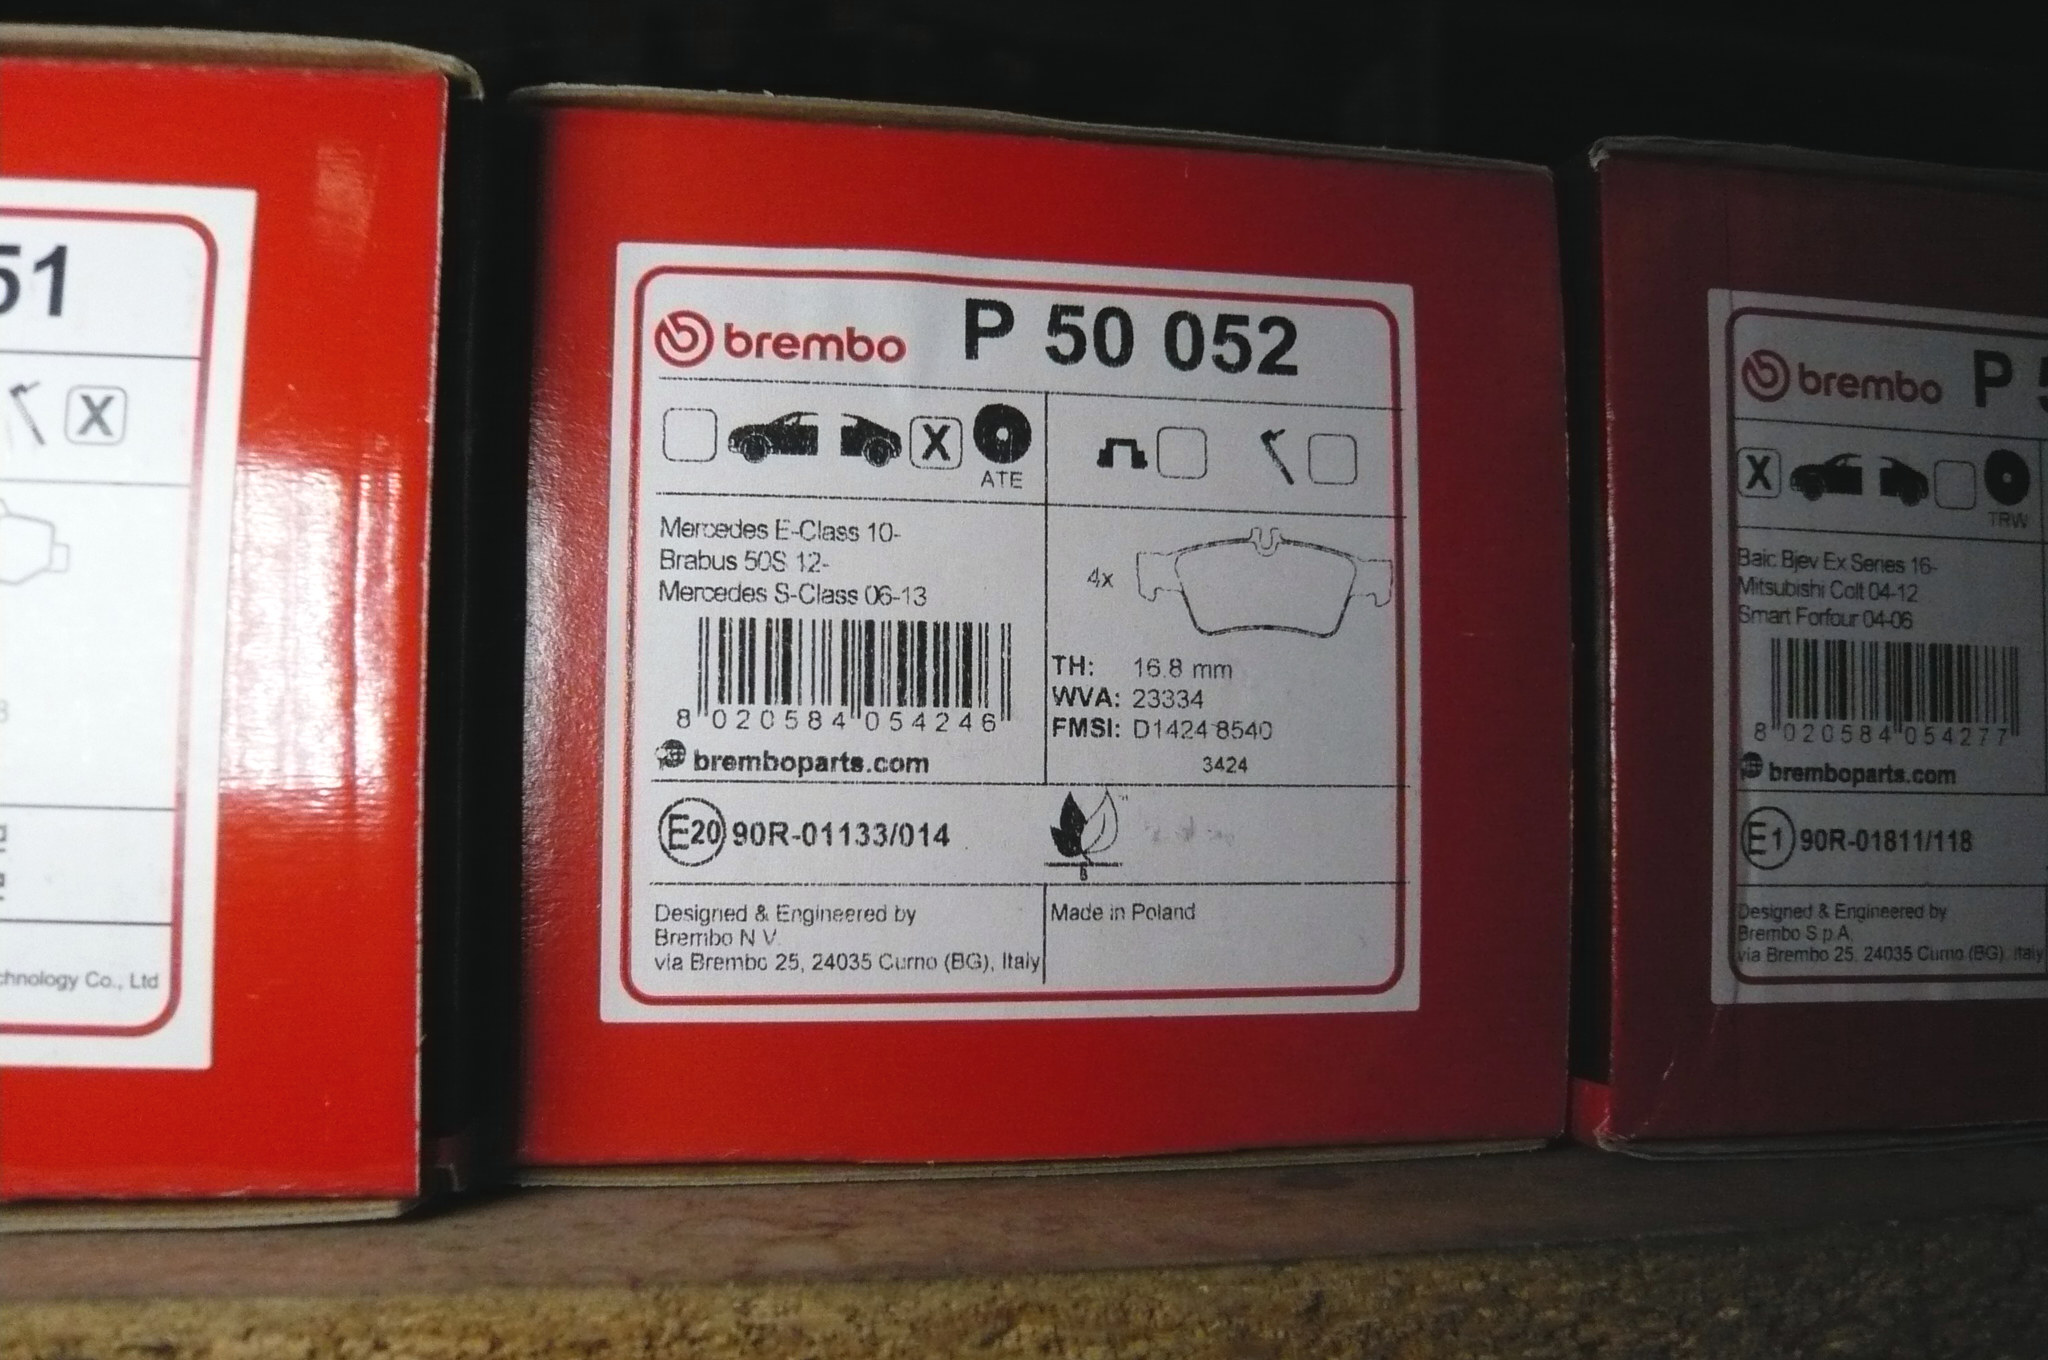 51
X
chnology Co., Ltd
brembo P 50 052
X
ATE
Mercedes E-Class 10-
Brabus 50S 12-
Mercedes S-Class 06-13
8 020584 054246
bremboparts.com
4x
TH: 16.8 mm
WVA: 23334
FMSI: D1424 8540
3424
E20 90R-01133/014
B
Designed & Engineered by
Brembo N.V.
via Brembo 25, 24035 Curno (BG), Italy
Made in Poland
brembo P 5
X
TRW
Baic Bjev Ex Series 16-
Mitsubishi Colt 04-12
Smart Forfour 04-06
8 020584 054277
bremboparts.com
E1 90R-01811/118
Designed & Engineered by
Brembo S.p.A.
via Brembo 25, 24035 Curno (BG), Italy